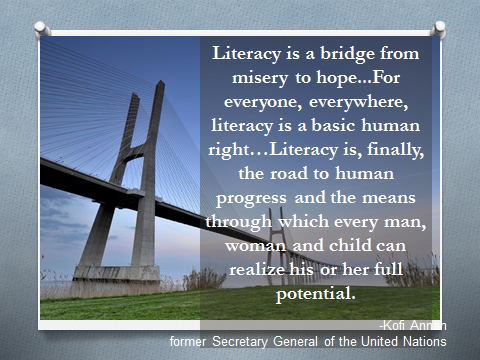 Literacy is a bridge from
misery to hope...For
everyone, everywhere,
literacy is a basic human
right…Literacy is, finally,
the road to human
progress and the means
through which every man,
woman and child can
realize his or her full
potential.
-Kofi Annan
former Secretary General of the United Nations